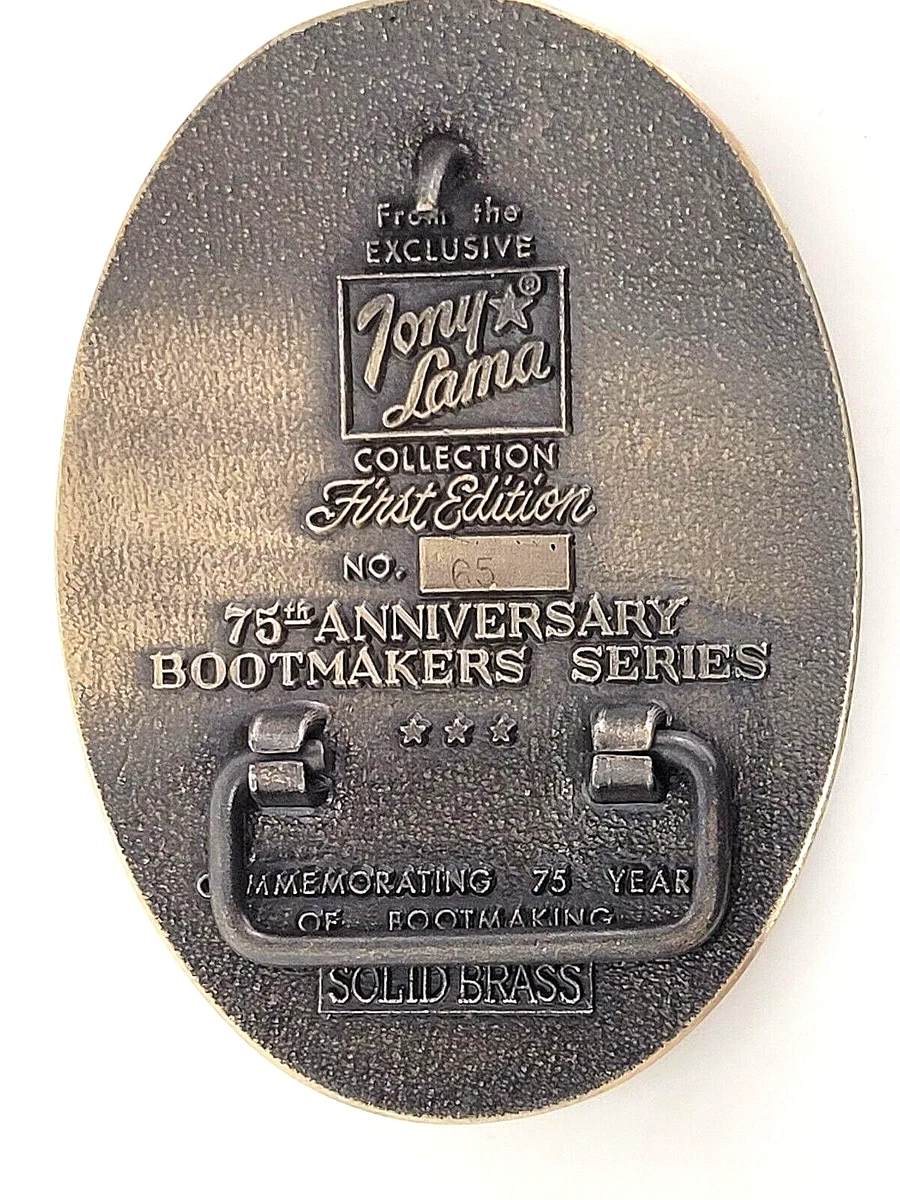 From the
EXCLUSIVE
Tony ®
Lama
COLLECTION
First Edition
NO. 65
75th ANNIVERSARY
BOOTMAKERS SERIES
COMMEMORATING 75 YEARS
OF BOOTMAKING
SOLID BRASS